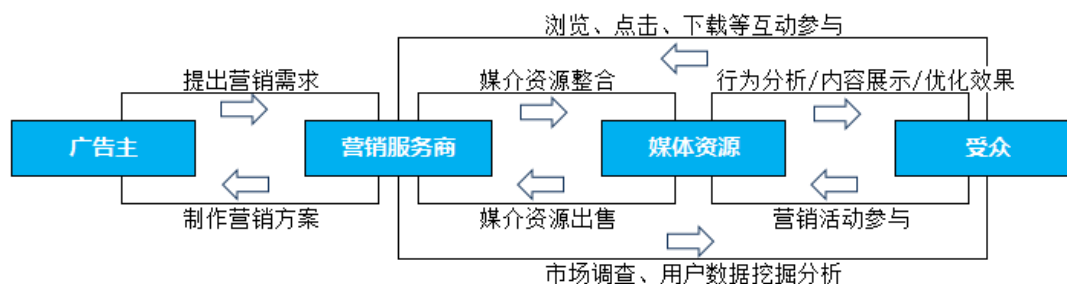 浏览、点击、下载等互动参与
提出营销需求
媒介资源整合
行为分析/内容展示/优化效果
广告主
营销服务商
媒体资源
受众
制作营销方案
媒介资源出售
营销活动参与
市场调查、用户数据挖掘分析